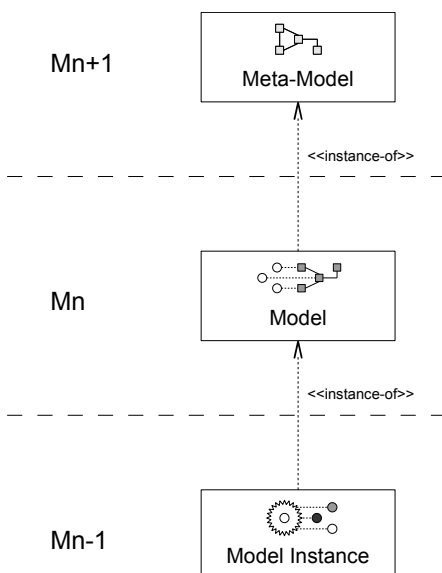 Mn+1
Meta-Model
<<instance-of>>
Mn
Model
<<instance-of>>
Mn-1
Model Instance